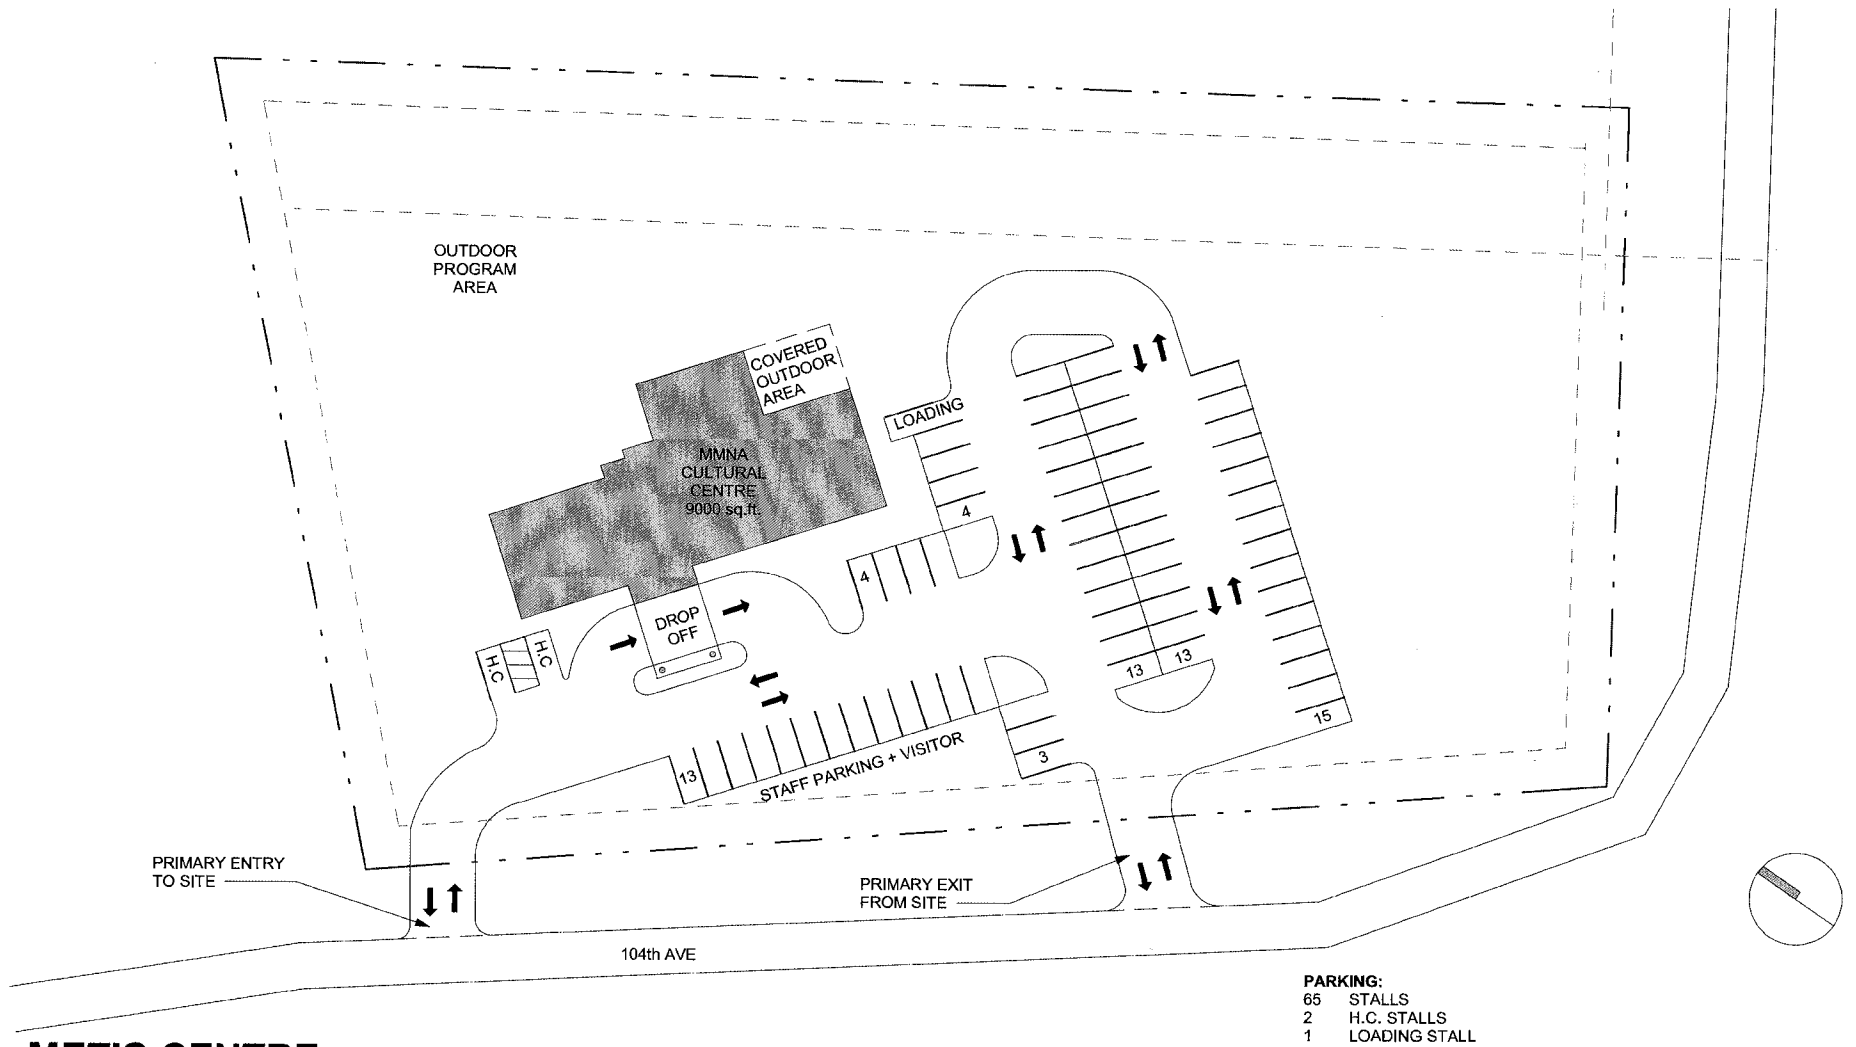 OUTDOOR
PROGRAM
AREA
COVERED
OUTDOOR
AREA
LOADING
MMNA
CULTURAL
CENTRE
9000 sq.ft.
4
4
DROP
OFF
H.C
H.C
13
13
15
13
STAFF PARKING + VISITOR
3
PRIMARY ENTRY
TO SITE
PRIMARY EXIT
FROM SITE
104th AVE
PARKING:
65 STALLS
2 H.C. STALLS
1 LOADING STALL
METIS CENTRE